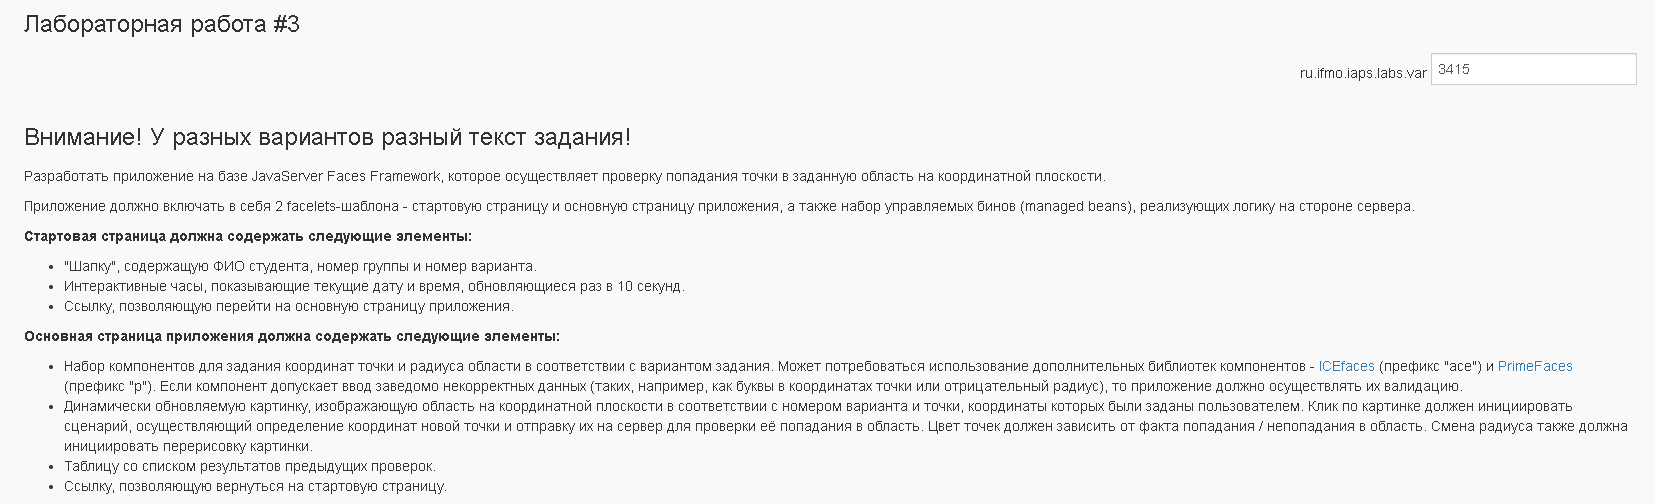 Лабораторная работа #3
ru.ifmo.iaps.labs.var 3415
Внимание! У разных вариантов разный текст задания!
Разработать приложение на базе JavaServer Faces Framework, которое осуществляет проверку попадания точки в заданную область на координатной плоскости.
Приложение должно включать в себя 2 facelets-шаблона - стартовую страницу и основную страницу приложения, а также набор управляемых бинов (managed beans), реализующих логику на стороне сервера.
Стартовая страница должна содержать следующие элементы:
• "Шапку", содержащую ФИО студента, номер группы и номер варианта.
• Интерактивные часы, показывающие текущие дату и время, обновляющиеся раз в 10 секунд.
• Ссылку, позволяющую перейти на основную страницу приложения.
Основная страница приложения должна содержать следующие элементы:
• Набор компонентов для задания координат точки и радиуса области в соответствии с вариантом задания. Может потребоваться использование дополнительных библиотек компонентов - ICEfaces (префикс "ace") и PrimeFaces
(префикс "p"). Если компонент допускает ввод заведомо некорректных данных (таких, например, как буквы в координатах точки или отрицательный радиус), то приложение должно осуществлять их валидацию.
• Динамически обновляемую картинку, изображающую область на координатной плоскости в соответствии с номером варианта и точки, координаты которых были заданы пользователем. Клик по картинке должен инициировать
сценарий, осуществляющий определение координат новой точки и отправку их на сервер для проверки её попадания в область. Цвет точек должен зависить от факта попадания / непопадания в область. Смена радиуса также должна
инициировать перерисовку картинки.
• Таблицу со списком результатов предыдущих проверок.
• Ссылку, позволяющую вернуться на стартовую страницу.